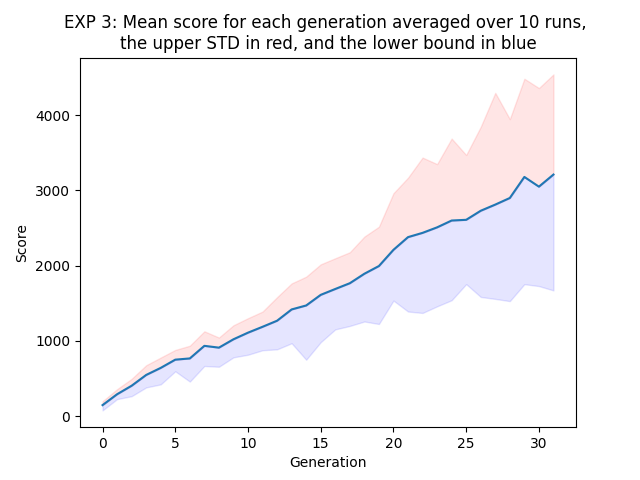 EXP 3: Mean score for each generation averaged over 10 runs,
the upper STD in red, and the lower bound in blue
4000
3000
2000
1000
0
Score
0 5 10 15 20 25 30
Generation